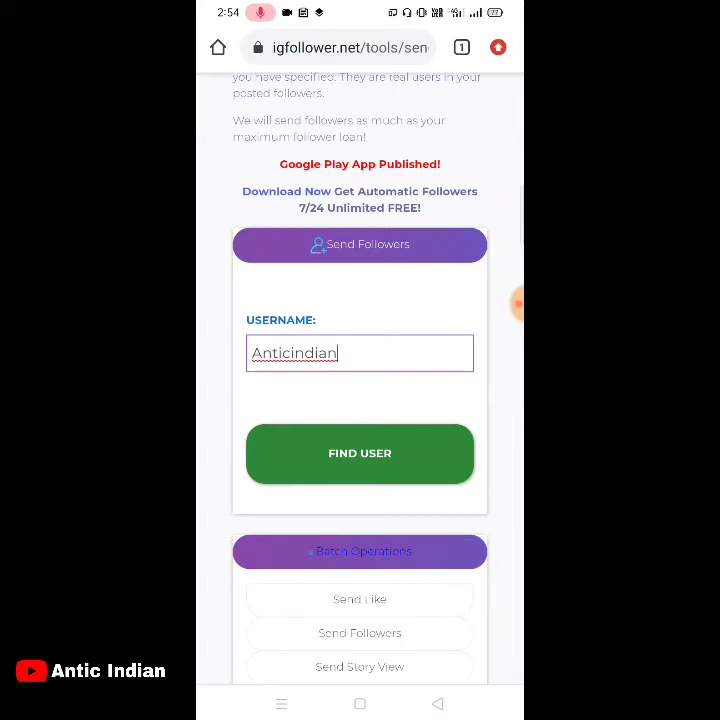 2:54
77
igfollower.net/tools/sen
1
you have specified. They are real users in your
posted followers.
We will send followers as much as your
maximum follower loan!
Google Play App Published!
Download Now Get Automatic Followers
7/24 Unlimited FREE!
Send Followers
USERNAME:
Anticindian
FIND USER
Batch Operations
Send Like
Send Followers
Send Story View
Antic Indian